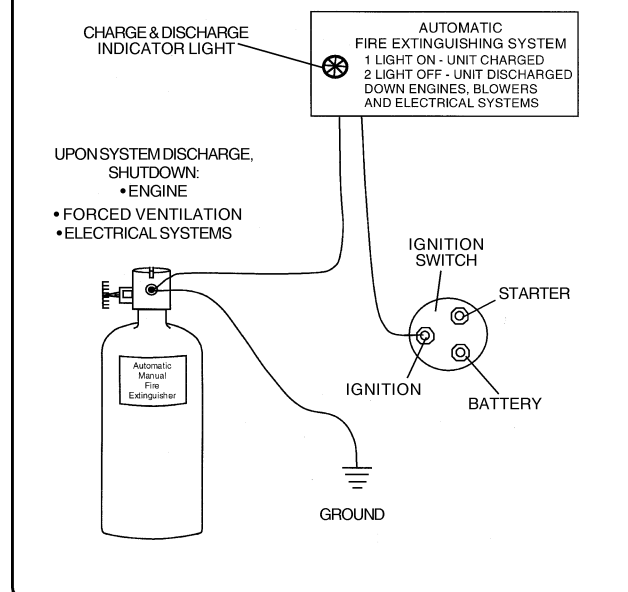 CHARGE & DISCHARGE
INDICATOR LIGHT
AUTOMATIC
FIRE EXTINGUISHING SYSTEM
1 LIGHT ON - UNIT CHARGED
2 LIGHT OFF - UNIT DISCHARGED
DOWN ENGINES, BLOWERS
AND ELECTRICAL SYSTEMS
UPON SYSTEM DISCHARGE,
SHUTDOWN:
• ENGINE
• FORCED VENTILATION
• ELECTRICAL SYSTEMS
IGNITION
SWITCH
STARTER
IGNITION
BATTERY
Automatic
Manual
Fire
Extinguisher
GROUND